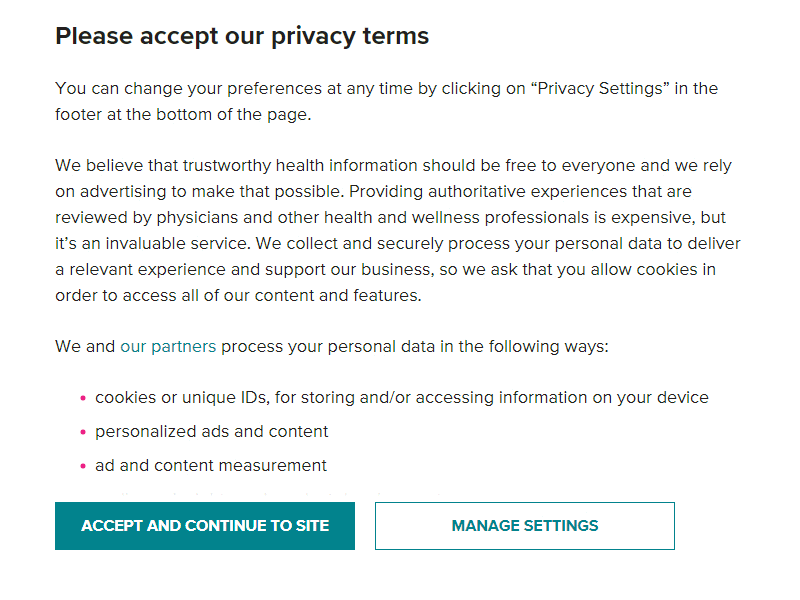 Please accept our privacy terms
You can change your preferences at any time by clicking on “Privacy Settings” in the
footer at the bottom of the page.
We believe that trustworthy health information should be free to everyone and we rely
on advertising to make that possible. Providing authoritative experiences that are
reviewed by physicians and other health and wellness professionals is expensive, but
it’s an invaluable service. We collect and securely process your personal data to deliver
a relevant experience and support our business, so we ask that you allow cookies in
order to access all of our content and features.
We and our partners process your personal data in the following ways:
• cookies or unique IDs, for storing and/or accessing information on your device
• personalized ads and content
• ad and content measurement
ACCEPT AND CONTINUE TO SITE
MANAGE SETTINGS